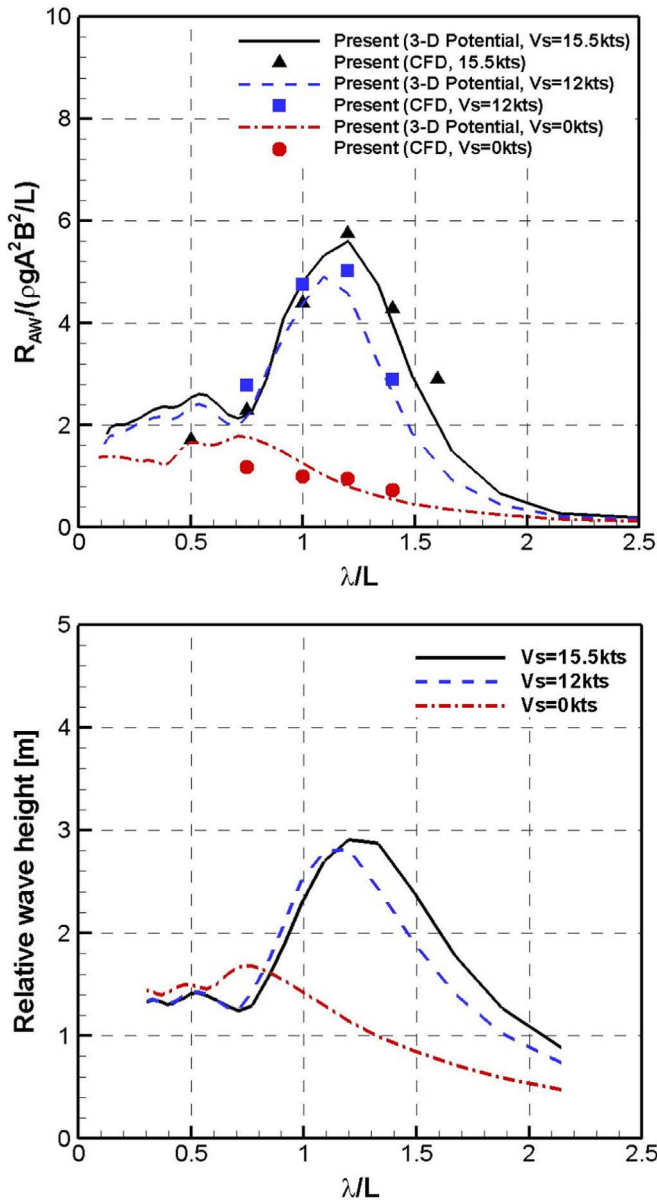 10
8
6
4
2
0
R_AW/(ρgA²B²/L)
Present (3-D Potential, Vs=15.5kts)
Present (CFD, 15.5kts)
Present (3-D Potential, Vs=12kts)
Present (CFD, Vs=12kts)
Present (3-D Potential, Vs=0kts)
Present (CFD, Vs=0kts)
0 0.5 1 1.5 2 2.5
λ/L
5
4
3
2
1
0
Relative wave height [m]
Vs=15.5kts
Vs=12kts
Vs=0kts
0 0.5 1 1.5 2 2.5
λ/L